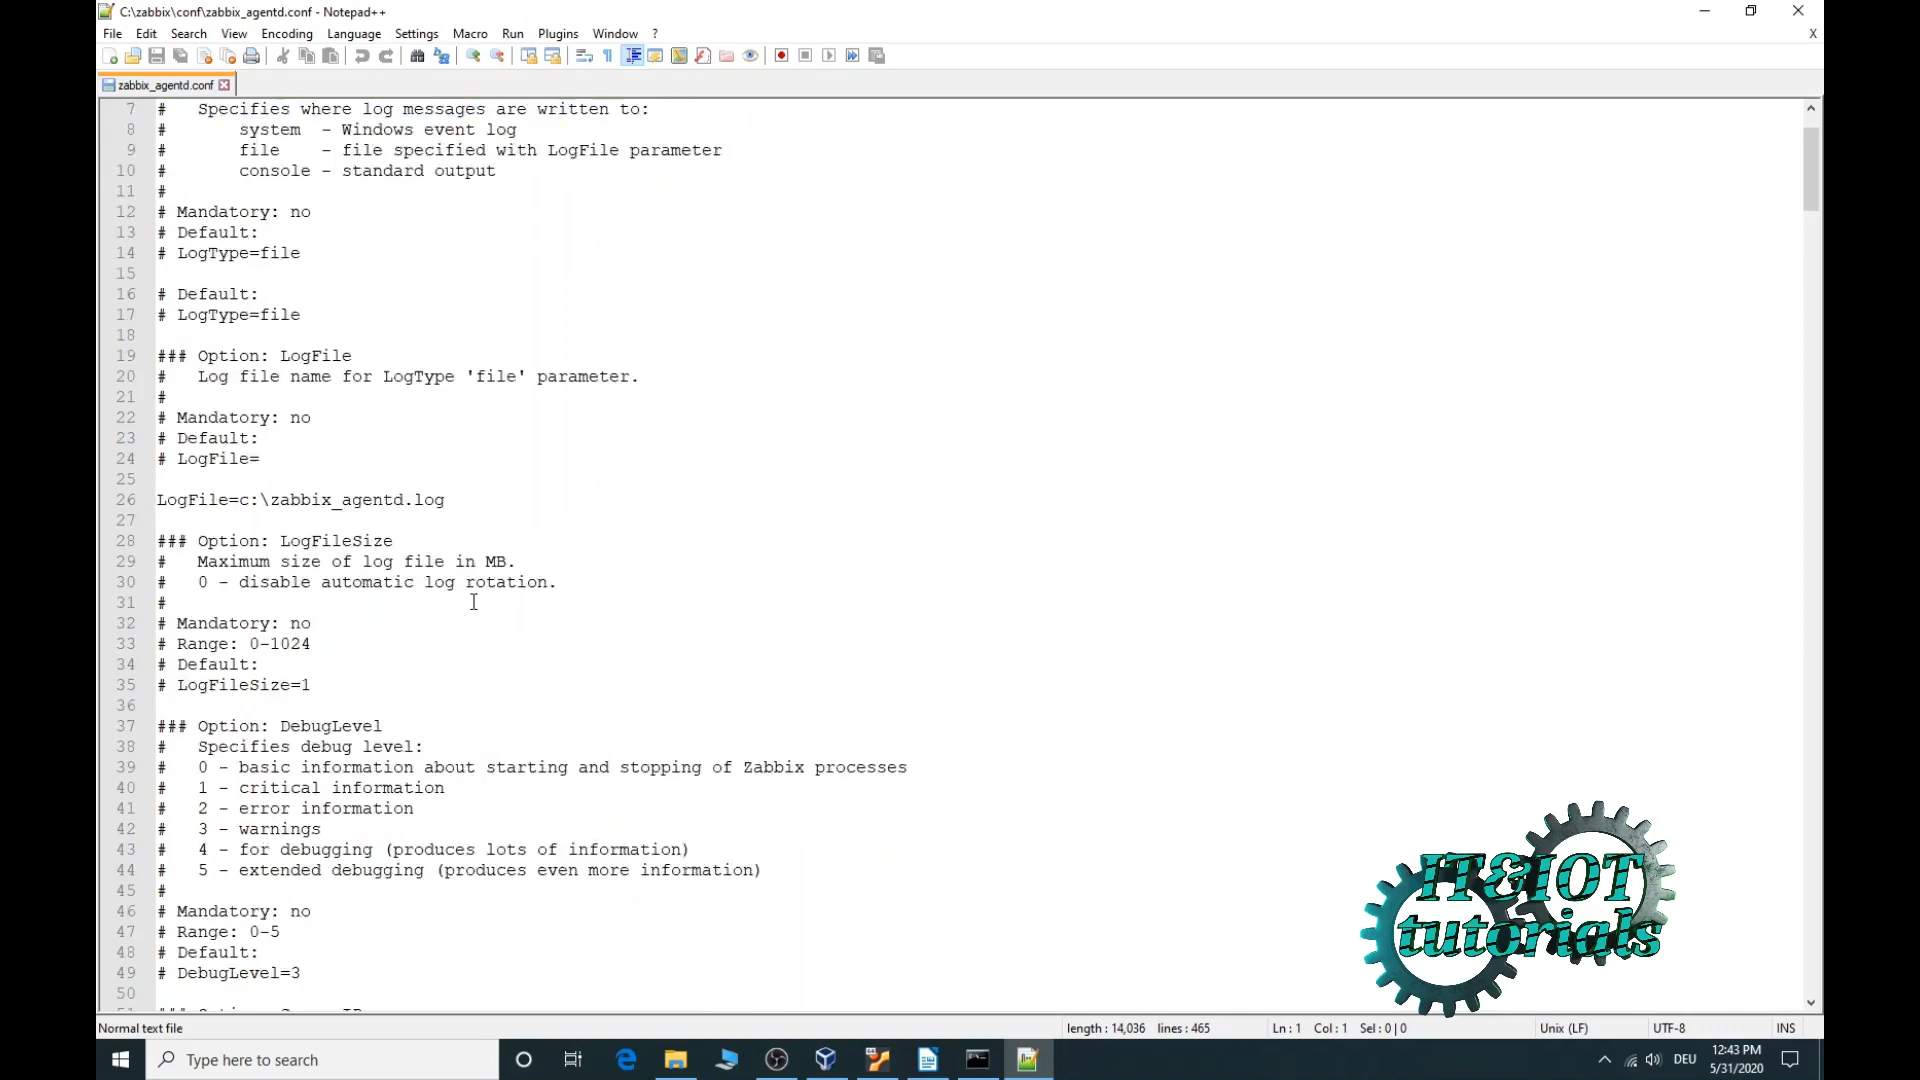 C:\zabbix\conf\zabbix_agentd.conf - Notepad++
File Edit Search View Encoding Language Settings Macro Run Plugins Window ? X
zabbix_agentd.conf
7 #   Specifies where log messages are written to:
8 #       system  - Windows event log
9 #       file    - file specified with LogFile parameter
10 #       console - standard output
11 #
12 # Mandatory: no
13 # Default:
14 # LogType=file
15
16 # Default:
17 # LogType=file
18
19 ### Option: LogFile
20 #   Log file name for LogType 'file' parameter.
21 #
22 # Mandatory: no
23 # Default:
24 # LogFile=
25
26 LogFile=c:\zabbix_agentd.log
27
28 ### Option: LogFileSize
29 #   Maximum size of log file in MB.
30 #   0 - disable automatic log rotation.
31 #
32 # Mandatory: no
33 # Range: 0-1024
34 # Default:
35 # LogFileSize=1
36
37 ### Option: DebugLevel
38 #   Specifies debug level:
39 #   0 - basic information about starting and stopping of Zabbix processes
40 #   1 - critical information
41 #   2 - error information
42 #   3 - warnings
43 #   4 - for debugging (produces lots of information)
44 #   5 - extended debugging (produces even more information)
45 #
46 # Mandatory: no
47 # Range: 0-5
48 # Default:
49 # DebugLevel=3
50
IT&IOT
tutorials
Normal text file length : 14,036 lines : 465 Ln : 1 Col : 1 Sel : 0 | 0 Unix (LF) UTF-8 INS
Type here to search DEU 12:43 PM
5/31/2020